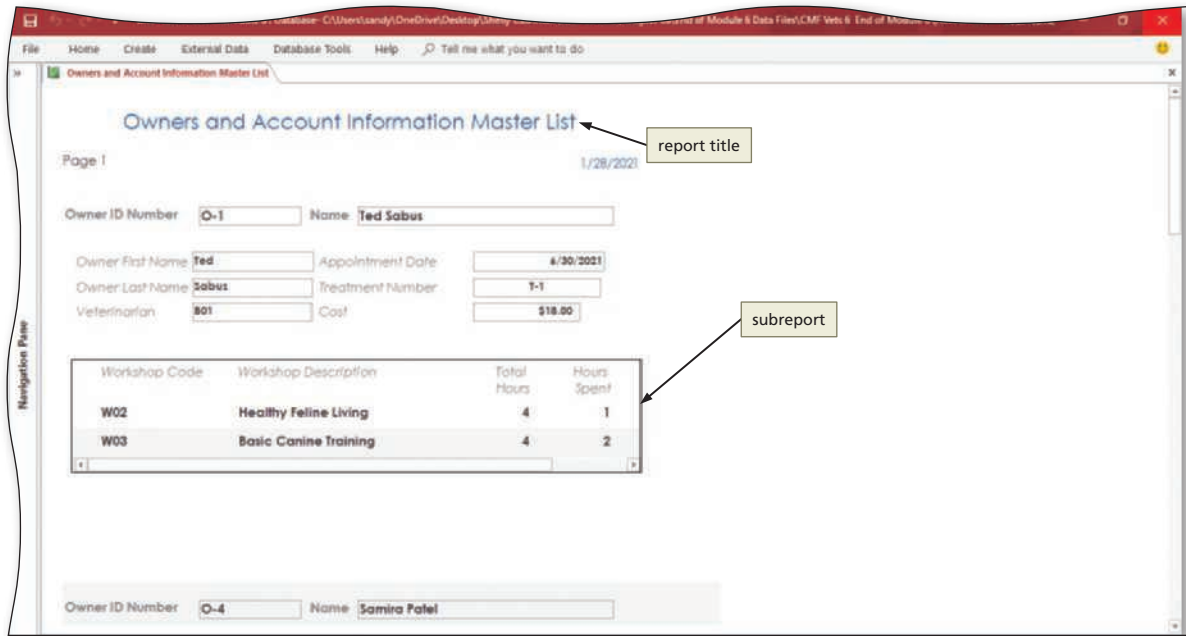 File Home Create External Data Database Tools Help Tell me what you want to do
Owners and Account Information Master List
Owners and Account Information Master List
report title
Page 1 1/28/2021
Owner ID Number O-1 Name Ted Sabus
Owner First Name Ted Appointment Date 6/30/2021
Owner Last Name Sabus Treatment Number T-1
Veterinarian B01 Cost $18.00
subreport
Navigation Pane
Workshop Code Workshop Description Total Hours Hours Spent
W02 Healthy Feline Living 4 1
W03 Basic Canine Training 4 2
Owner ID Number O-4 Name Samira Patel